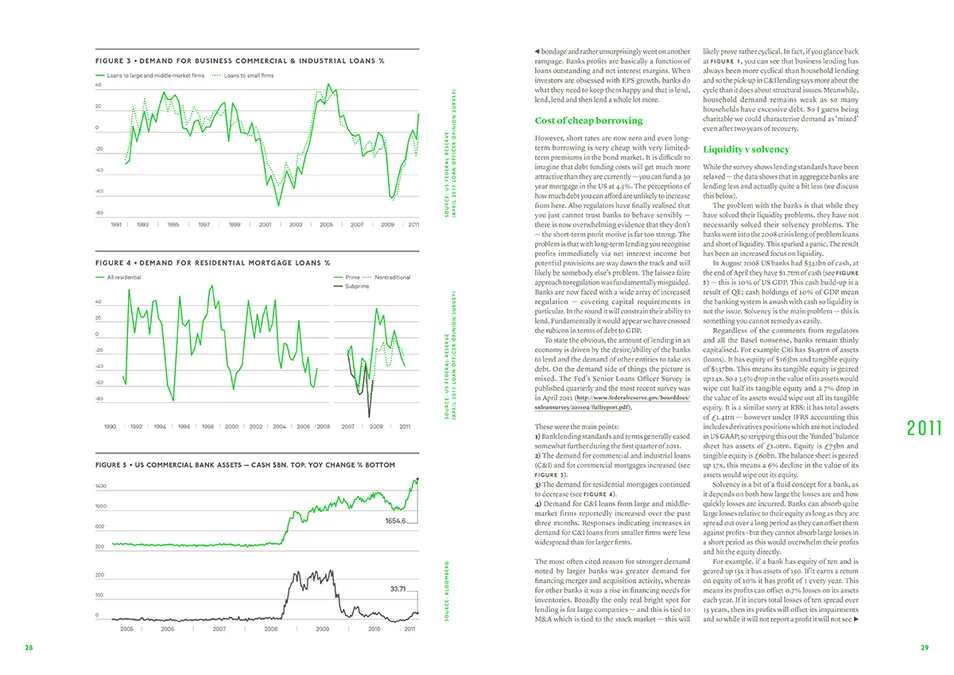 FIGURE 3 • DEMAND FOR BUSINESS COMMERCIAL & INDUSTRIAL LOANS %
Loans to large and middle-market firms
Loans to small firms
40
20
0
-20
-40
-60
-80
1991
1993
1995
1997
1999
2001
2003
2005
2007
2009
2011
SOURCE: US FEDERAL RESERVE
(APRIL 2011 LOAN OFFICER OPINION SURVEY)
FIGURE 4 • DEMAND FOR RESIDENTIAL MORTGAGE LOANS %
All residential
Prime
Nontraditional
Subprime
40
20
0
-20
-40
-60
-80
1990
1992
1994
1996
1998
2000
2002
2004
2006
2008
2007
2009
2011
SOURCE: US FEDERAL RESERVE
(APRIL 2011 LOAN OFFICER OPINION SURVEY)
FIGURE 5 • US COMMERCIAL BANK ASSETS — CASH $BN. TOP. YOY CHANGE % BOTTOM
1400
1000
600
200
1654.6
200
100
0
33.71
2005
2006
2007
2008
2009
2010
2011
SOURCE: BLOOMBERG
28
◀ bondage and rather unsurprisingly went on another
rampage. Banks profits are basically a function of
loans outstanding and net interest margins. When
investors are obsessed with EPS growth, banks do
what they need to keep them happy and that is lend,
lend, lend and then lend a whole lot more.
Cost of cheap borrowing
However, short rates are now zero and even long-
term borrowing is very cheap with very limited-
term premiums in the bond market. It is difficult to
imagine that debt funding costs will get much more
attractive than they are currently — you can fund a 30
year mortgage in the US at 4.5%. The perceptions of
how much debt you can afford are unlikely to increase
from here. Also regulators have finally realised that
you just cannot trust banks to behave sensibly —
there is now overwhelming evidence that they don't
— the short-term profit motive is far too strong. The
problem is that with long-term lending you recognise
profits immediately via net interest income but
potential provisions are way down the track and will
likely be somebody else's problem. The laissez faire
approach to regulation was fundamentally misguided.
Banks are now faced with a wide array of increased
regulation — covering capital requirements in
particular. In the round it will constrain their ability to
lend. Fundamentally it would appear we have crossed
the rubicon in terms of debt to GDP.
To state the obvious, the amount of lending in an
economy is driven by the desire/ability of the banks
to lend and the demand of other entities to take on
debt. On the demand side of things the picture is
mixed. The Fed's Senior Loans Officer Survey is
published quarterly and the most recent survey was
in April 2011 (http://www.federalreserve.gov/boarddocs/
snloansurvey/201104/fullreport.pdf).
These were the main points:
1) Bank lending standards and terms generally eased
somewhat further during the first quarter of 2011.
2) The demand for commercial and industrial loans
(C&I) and for commercial mortgages increased (see
FIGURE 3).
3) The demand for residential mortgages continued
to decrease (see FIGURE 4).
4) Demand for C&I loans from large and middle-
market firms reportedly increased over the past
three months. Responses indicating increases in
demand for C&I loans from smaller firms were less
widespread than for larger firms.
The most often cited reason for stronger demand
noted by larger banks was greater demand for
financing merger and acquisition activity, whereas
for other banks it was a rise in financing needs for
inventories. Broadly the only real bright spot for
lending is for large companies — and this is tied to
M&A which is tied to the stock market — this will
likely prove rather cyclical. In fact, if you glance back
at FIGURE 1, you can see that business lending has
always been more cyclical than household lending
and so the pick-up in C&I lending says more about the
cycle than it does about structural issues. Meanwhile,
household demand remains weak as so many
households have excessive debt. So I guess being
charitable we could characterise demand as 'mixed'
even after two years of recovery.
Liquidity v solvency
While the survey shows lending standards have been
relaxed — the data shows that in aggregate banks are
lending less and actually quite a bit less (we discuss
this below).
The problem with the banks is that while they
have solved their liquidity problems, they have not
necessarily solved their solvency problems. The
banks went into the 2008 crisis long of problem loans
and short of liquidity. This sparked a panic. The result
has been an increased focus on liquidity.
In August 2008 US banks had $341bn of cash, at
the end of April they have $1.7trn of cash (see FIGURE
5) — this is 10% of US GDP. This cash build-up is a
result of QE; cash holdings of 10% of GDP mean
the banking system is awash with cash so liquidity is
not the issue. Solvency is the main problem — this is
something you cannot remedy as easily.
Regardless of the comments from regulators
and all the Basel nonsense, banks remain thinly
capitalised. For example Citi has $1.9trn of assets
(loans). It has equity of $163bn and tangible equity
of $137bn. This means its tangible equity is geared
up 14x. So a 3.5% drop in the value of its assets would
wipe out half its tangible equity and a 7% drop in
the value of its assets would wipe out all its tangible
equity. It is a similar story at RBS: it has total assets
of £1.4trn — however under IFRS accounting this
includes derivatives positions which are not included
in US GAAP, so stripping this out the 'funded' balance
sheet has assets of £1.0trn. Equity is £75bn and
tangible equity is £60bn. The balance sheet is geared
up 17x, this means a 6% decline in the value of its
assets would wipe out its equity.
Solvency is a bit of a fluid concept for a bank, as
it depends on both how large the losses are and how
quickly losses are incurred. Banks can absorb quite
large losses relative to their equity as long as they are
spread out over a long period as they can offset them
against profits - but they cannot absorb large losses in
a short period as this would overwhelm their profits
and hit the equity directly.
For example, if a bank has equity of ten and is
geared up 15x it has assets of 150. If it earns a return
on equity of 10% it has profit of 1 every year. This
means its profits can offset 0.7% losses on its assets
each year. If it incurs total losses of ten spread over
15 years, then its profits will offset its impairments
and so while it will not report a profit it will not see ▶
2011
29